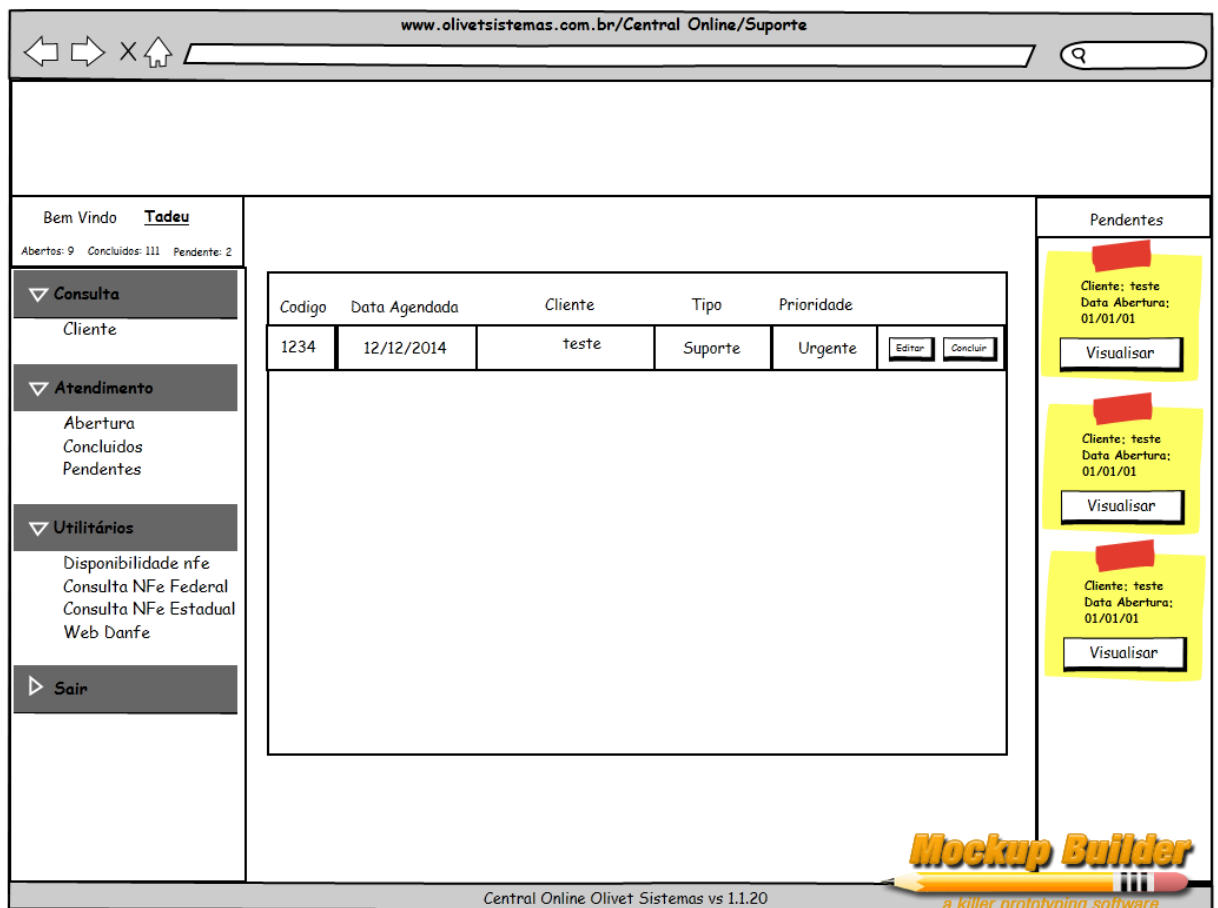 www.olivetsistemas.com.br/Central Online/Suporte
Bem Vindo Tadeu
Abertos: 9 Concluidos: 111 Pendente: 2
Consulta
Cliente
Atendimento
Abertura
Concluidos
Pendentes
Utilitários
Disponibilidade nfe
Consulta NFe Federal
Consulta NFe Estadual
Web Danfe
Sair
Codigo Data Agendada Cliente Tipo Prioridade
1234 12/12/2014 teste Suporte Urgente Editar Concluir
Pendentes
Cliente: teste
Data Abertura:
01/01/01
Visualisar
Cliente: teste
Data Abertura:
01/01/01
Visualisar
Cliente: teste
Data Abertura:
01/01/01
Visualisar
Mockup Builder
a killer prototyping software
Central Online Olivet Sistemas vs 1.1.20